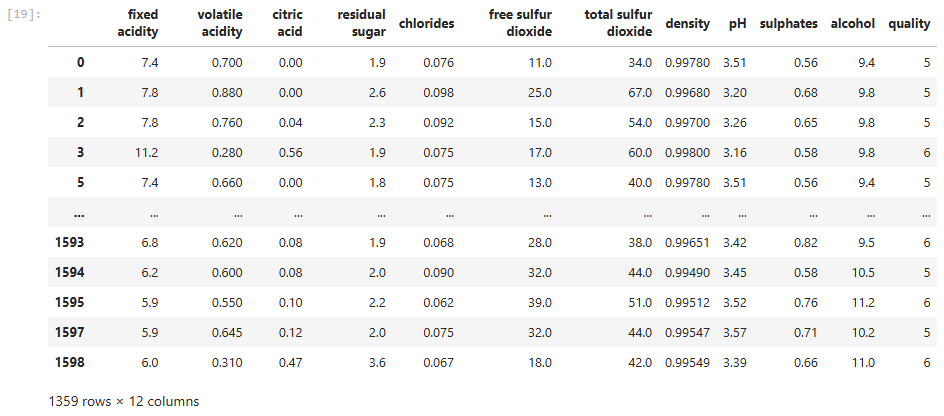 [19]:
fixed acidity volatile acidity citric acid residual sugar chlorides free sulfur dioxide total sulfur dioxide density pH sulphates alcohol quality
0 7.4 0.700 0.00 1.9 0.076 11.0 34.0 0.99780 3.51 0.56 9.4 5
1 7.8 0.880 0.00 2.6 0.098 25.0 67.0 0.99680 3.20 0.68 9.8 5
2 7.8 0.760 0.04 2.3 0.092 15.0 54.0 0.99700 3.26 0.65 9.8 5
3 11.2 0.280 0.56 1.9 0.075 17.0 60.0 0.99800 3.16 0.58 9.8 6
5 7.4 0.660 0.00 1.8 0.075 13.0 40.0 0.99780 3.51 0.56 9.4 5
... ... ... ... ... ... ... ... ... ... ... ... ...
1593 6.8 0.620 0.08 1.9 0.068 28.0 38.0 0.99651 3.42 0.82 9.5 6
1594 6.2 0.600 0.08 2.0 0.090 32.0 44.0 0.99490 3.45 0.58 10.5 5
1595 5.9 0.550 0.10 2.2 0.062 39.0 51.0 0.99512 3.52 0.76 11.2 6
1597 5.9 0.645 0.12 2.0 0.075 32.0 44.0 0.99547 3.57 0.71 10.2 5
1598 6.0 0.310 0.47 3.6 0.067 18.0 42.0 0.99549 3.39 0.66 11.0 6
1359 rows × 12 columns